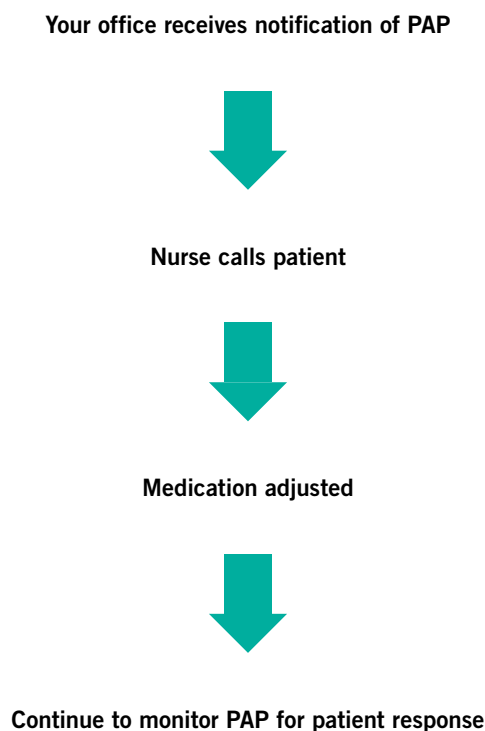 Your office receives notification of PAP
Nurse calls patient
Medication adjusted
Continue to monitor PAP for patient response